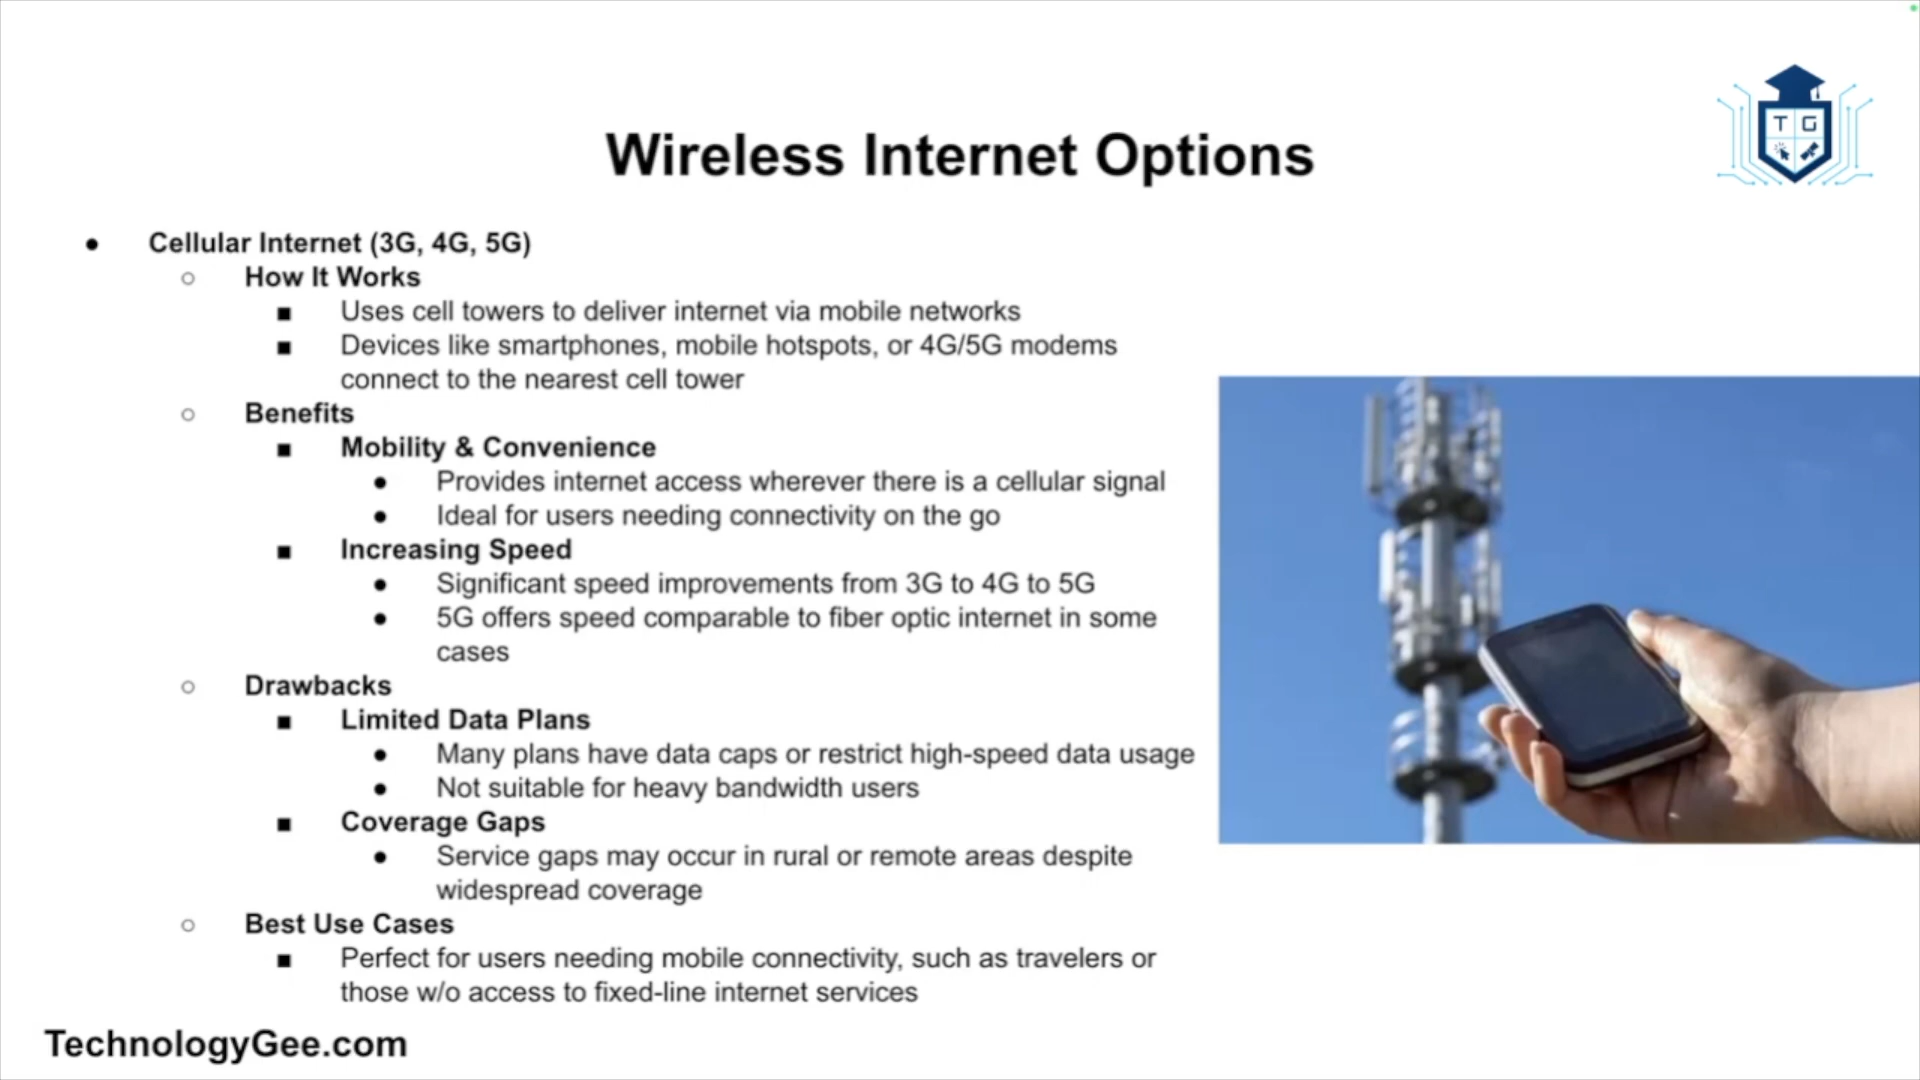 T G
Wireless Internet Options
● Cellular Internet (3G, 4G, 5G)
○ How It Works
■ Uses cell towers to deliver internet via mobile networks
■ Devices like smartphones, mobile hotspots, or 4G/5G modems
connect to the nearest cell tower
○ Benefits
■ Mobility & Convenience
● Provides internet access wherever there is a cellular signal
● Ideal for users needing connectivity on the go
■ Increasing Speed
● Significant speed improvements from 3G to 4G to 5G
● 5G offers speed comparable to fiber optic internet in some
cases
○ Drawbacks
■ Limited Data Plans
● Many plans have data caps or restrict high-speed data usage
● Not suitable for heavy bandwidth users
■ Coverage Gaps
● Service gaps may occur in rural or remote areas despite
widespread coverage
○ Best Use Cases
■ Perfect for users needing mobile connectivity, such as travelers or
those w/o access to fixed-line internet services
TechnologyGee.com